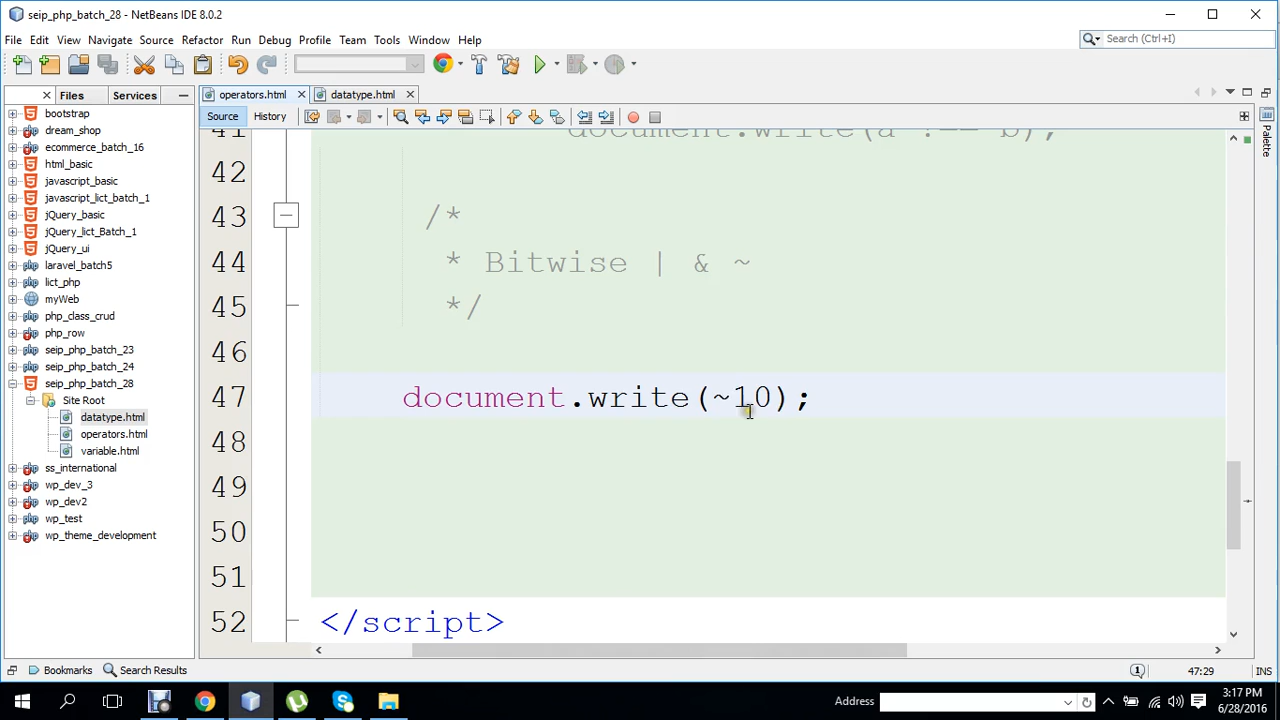 seip_php_batch_28 - NetBeans IDE 8.0.2
File Edit View Navigate Source Refactor Run Debug Profile Team Tools Window Help
Search (Ctrl+I)
Files Services
operators.html datatype.html
Source History
bootstrap
dream_shop
ecommerce_batch_16
html_basic
javascript_basic
javascript_lict_batch_1
jQuery_basic
jQuery_lict_Batch_1
jQuery_ui
laravel_batch5
lict_php
myWeb
php_class_crud
php_row
seip_php_batch_23
seip_php_batch_24
seip_php_batch_28
Site Root
datatype.html
operators.html
variable.html
ss_international
wp_dev_3
wp_dev2
wp_test
wp_theme_development
41 document.write(a !== b);
42
43 /*
44 * Bitwise | & ~
45 */
46
47 document.write(~10);
48
49
50
51
52 </script>
Palette
Bookmarks Search Results
1 47:29 INS
Address
3:17 PM
6/28/2016